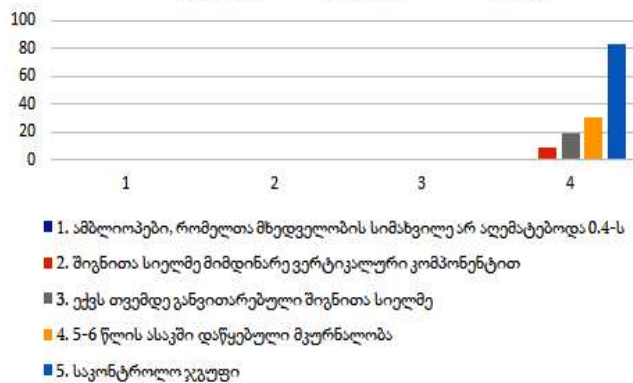 100
80
60
40
20
0
1 2 3 4
1. ამბლიოპები, რომელთა მხედველობის სიმახვილე არ აღემატებოდა 0.4-ს
2. შიგნითა სიელმე მიმდინარე ვერტიკალური კომპონენტით
3. ექვს თვემდე განვითარებული შიგნითა სიელმე
4. 5-6 წლის ასაკში დაწყებული მკურნალობა
5. საკონტროლო ჯგუფი